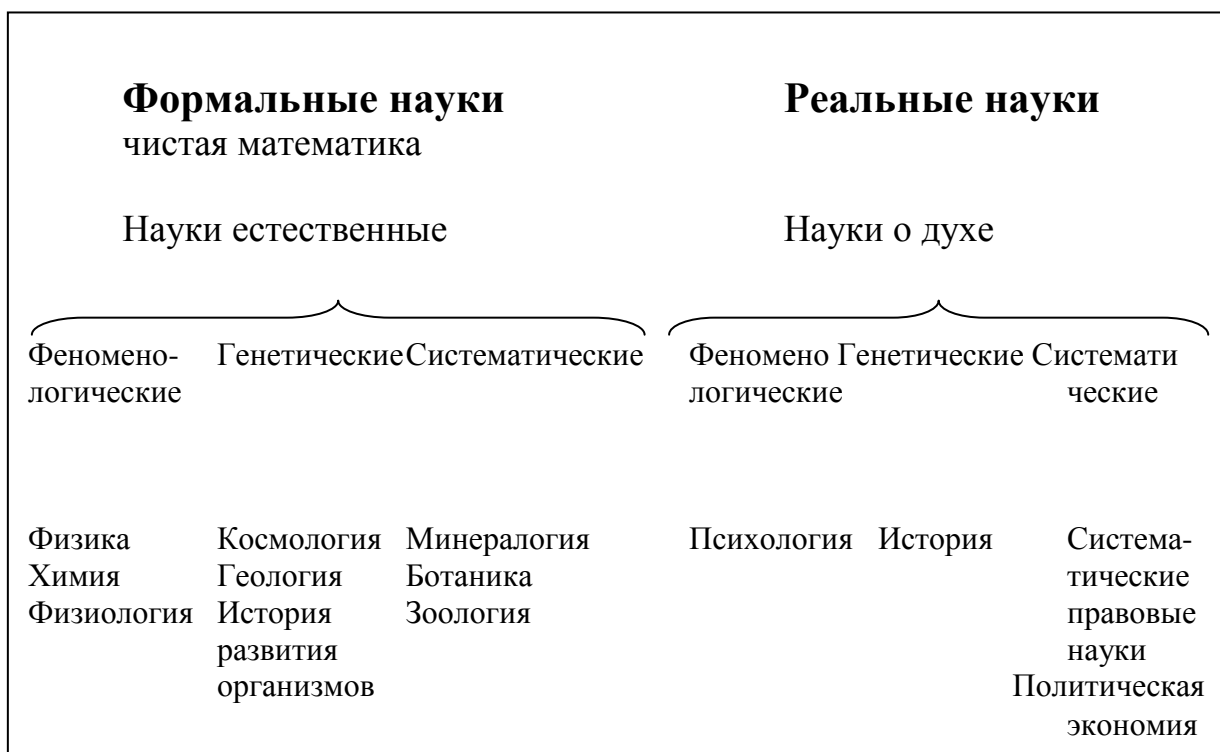 Формальные науки Реальные науки
чистая математика
Науки естественные Науки о духе
Феномено- Генетические Систематические Феномено Генетические Системати
логические логические ческие
Физика Космология Минералогия Психология История Система-
Химия Геология Ботаника тические
Физиология История Зоология правовые
развития науки
организмов Политическая
экономия